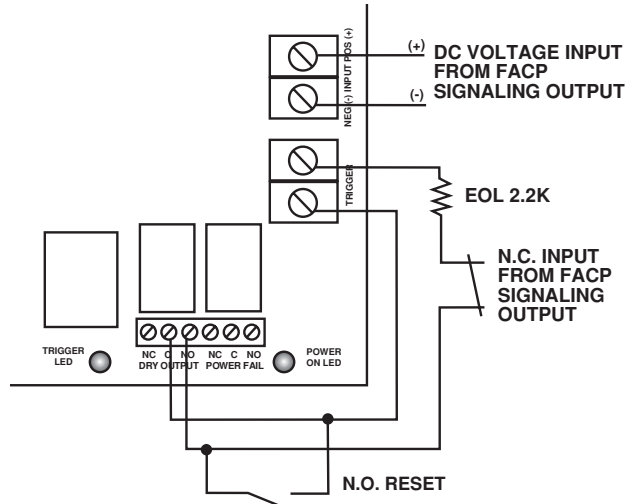 NEG (-) INPUT POS (+)
(+)
(-)
DC VOLTAGE INPUT
FROM FACP
SIGNALING OUTPUT
TRIGGER
EOL 2.2K
N.C. INPUT
FROM FACP
SIGNALING
OUTPUT
TRIGGER
LED
NC C NO NC C NO
DRY OUTPUT POWER FAIL
POWER
ON LED
N.O. RESET